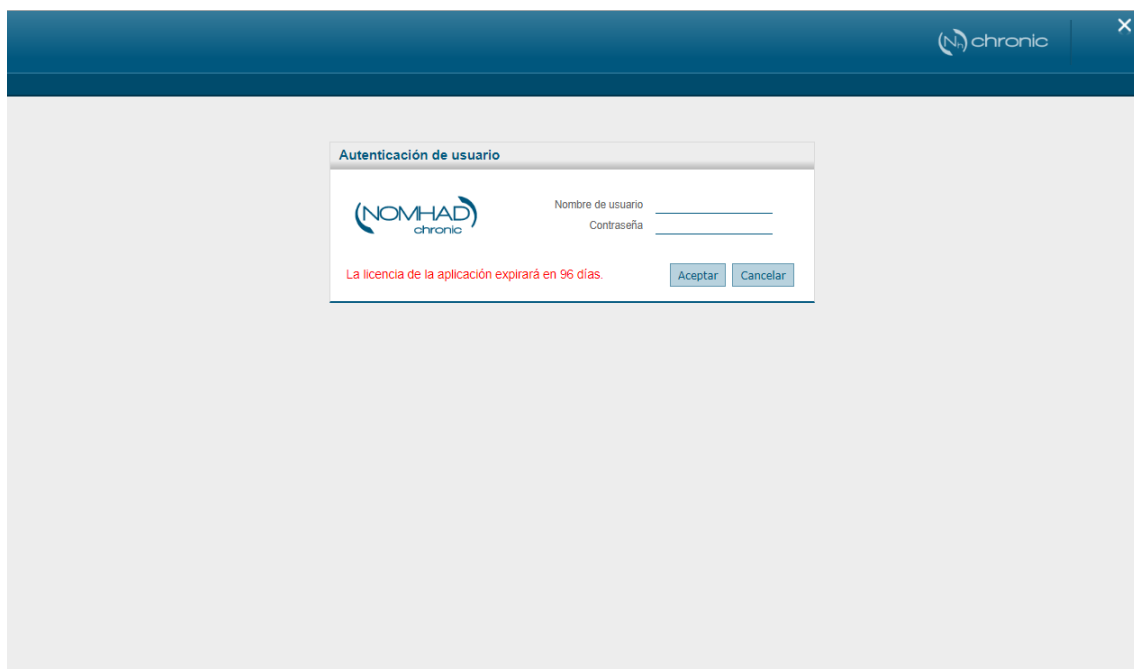 (Nh) chronic
Autenticación de usuario
(NOMHAD)
chronic
Nombre de usuario
Contraseña
La licencia de la aplicación expirará en 96 días.
Aceptar
Cancelar